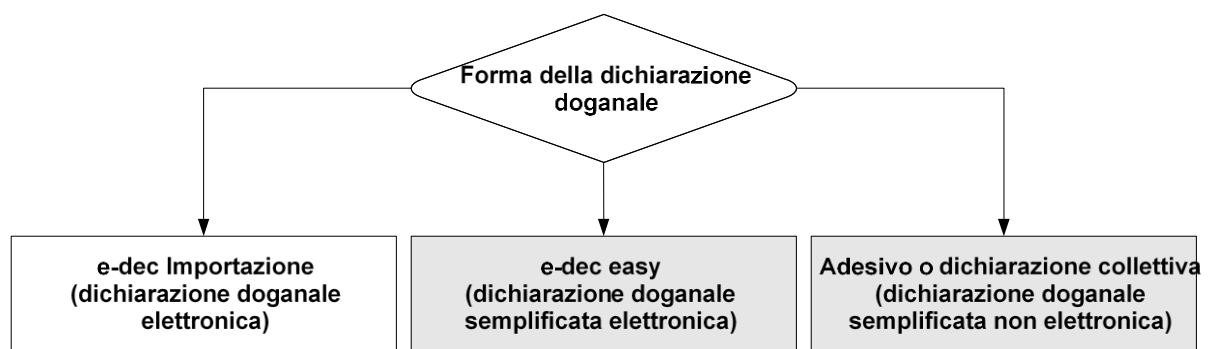 Forma della dichiarazione
doganale
e-dec Importazione
(dichiarazione doganale
elettronica)
e-dec easy
(dichiarazione doganale
semplificata elettronica)
Adesivo o dichiarazione collettiva
(dichiarazione doganale
semplificata non elettronica)